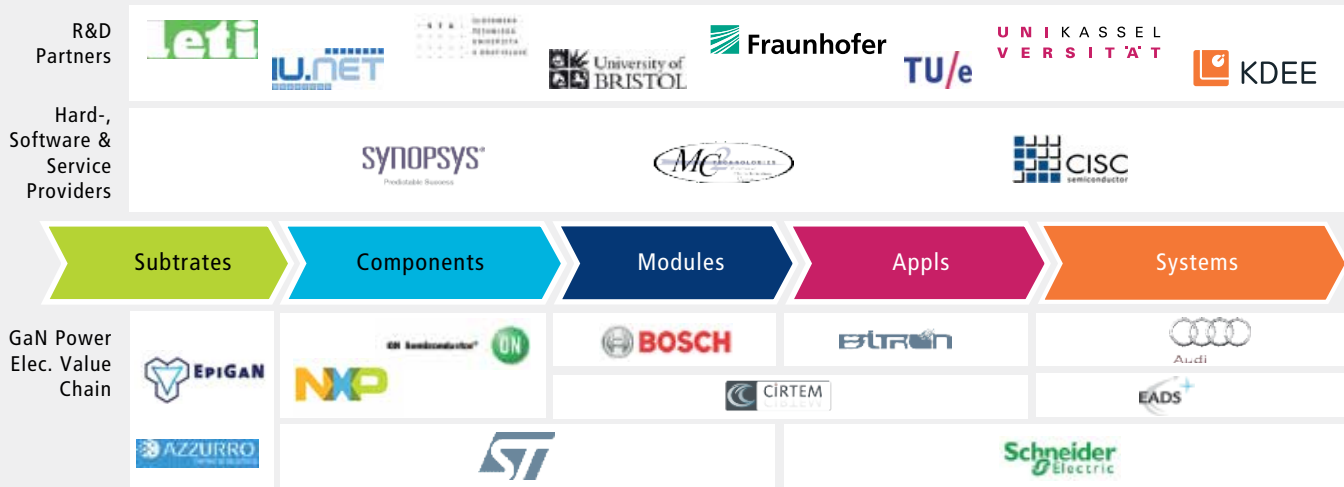 R&D
Partners
leti
IU.NET
University of
BRISTOL
Fraunhofer
TU/e
UNIKASSEL
VERSITÄT
KDEE
Hard-,
Software &
Service
Providers
SYNOPSYS®
Predictable Success
MC2 TECHNOLOGIES
CISC
semiconductor
Subtrates
Components
Modules
Appls
Systems
GaN Power
Elec. Value
Chain
EPIGAN
AZZURRO
ON Semiconductor®
ON
NXP
BOSCH
CIRTEM
Audi
EADS
ST
Schneider
Electric